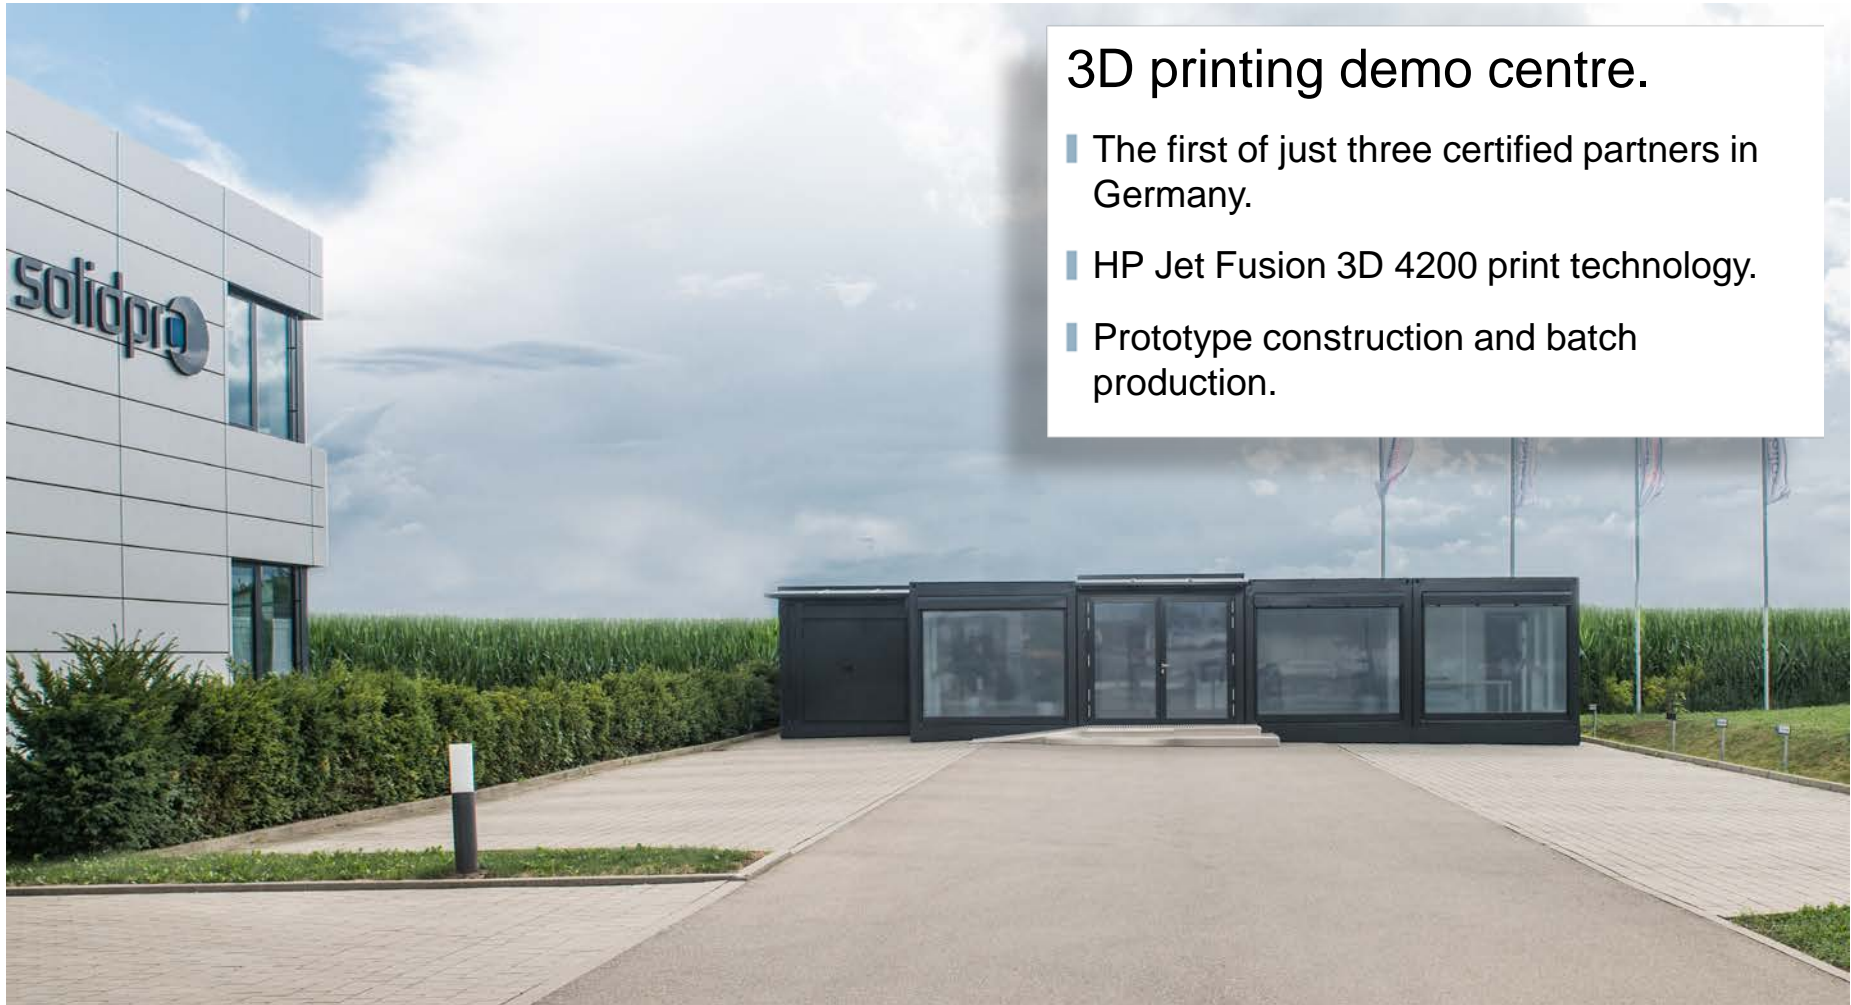 3D printing demo centre.
The first of just three certified partners in
Germany.
HP Jet Fusion 3D 4200 print technology.
Prototype construction and batch
production.
solidpro